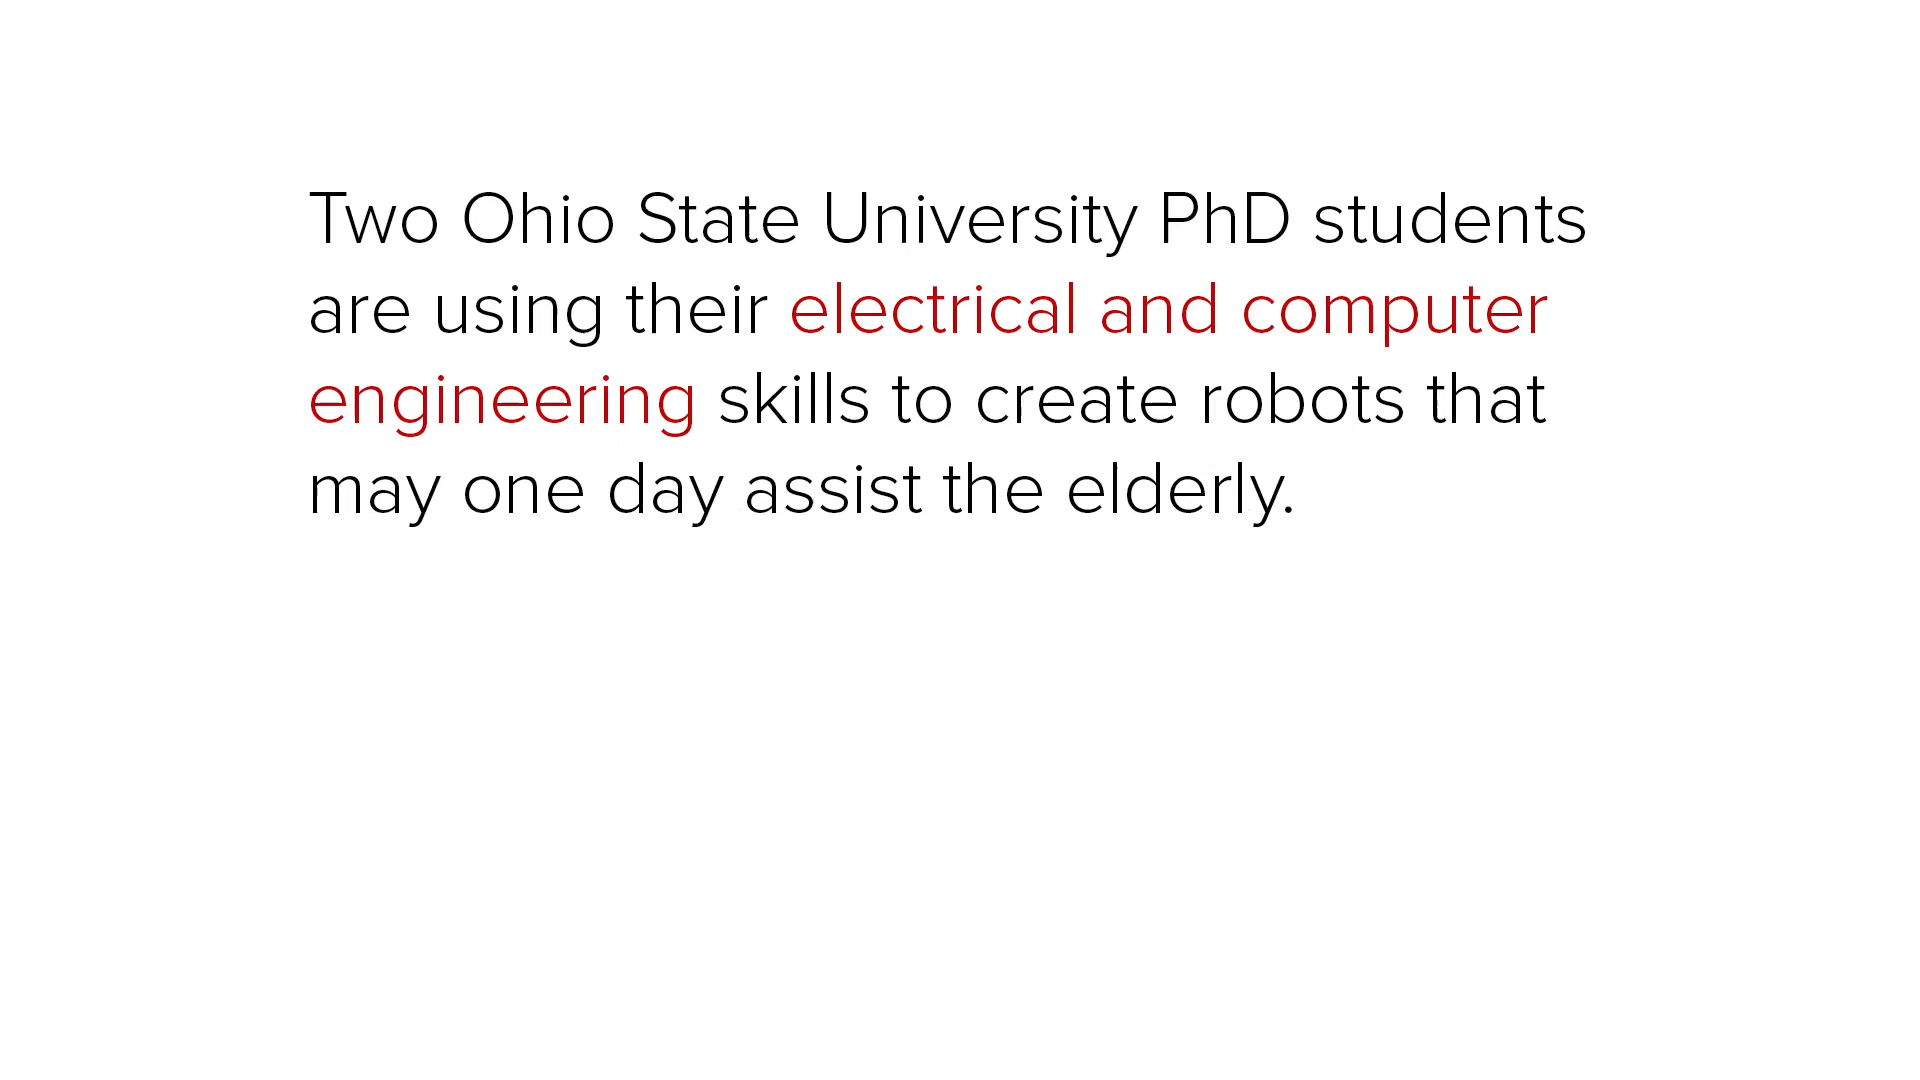 Two Ohio State University PhD students
are using their electrical and computer
engineering skills to create robots that
may one day assist the elderly.